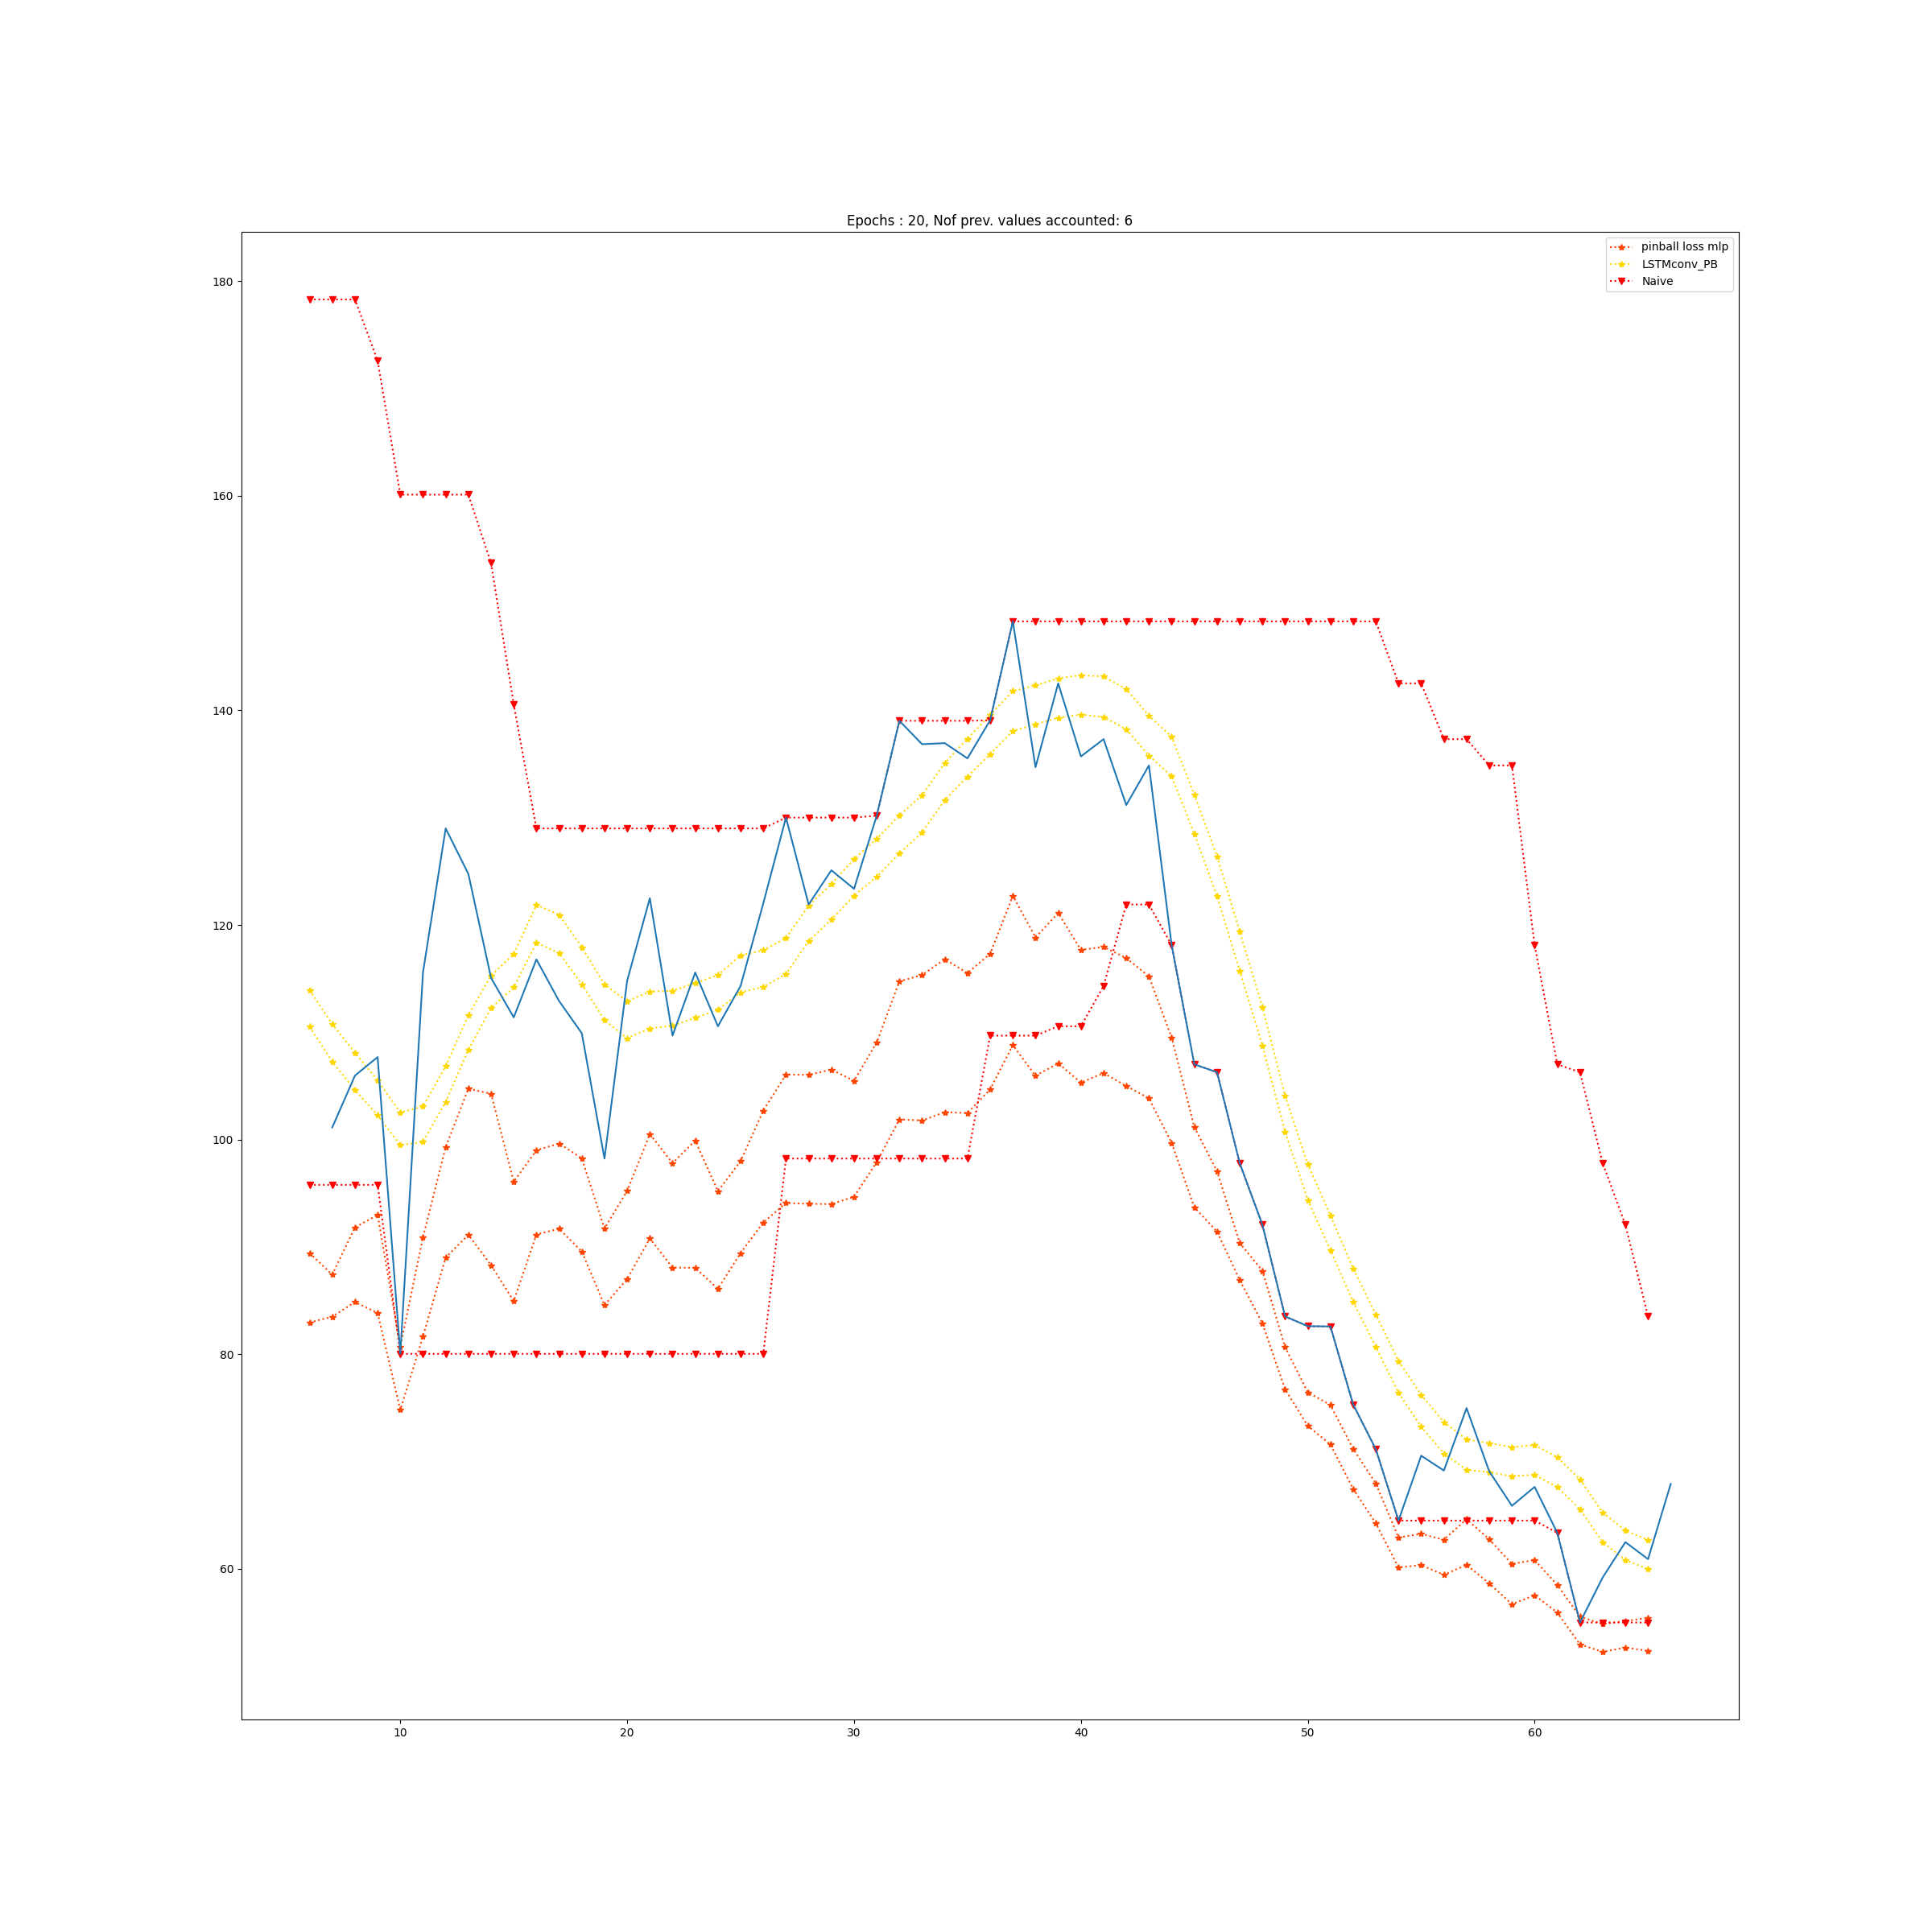 Epochs : 20, Nof prev. values accounted: 6
pinball loss mlp
LSTMconv_PB
Naive
180
160
140
120
100
80
60
10 20 30 40 50 60